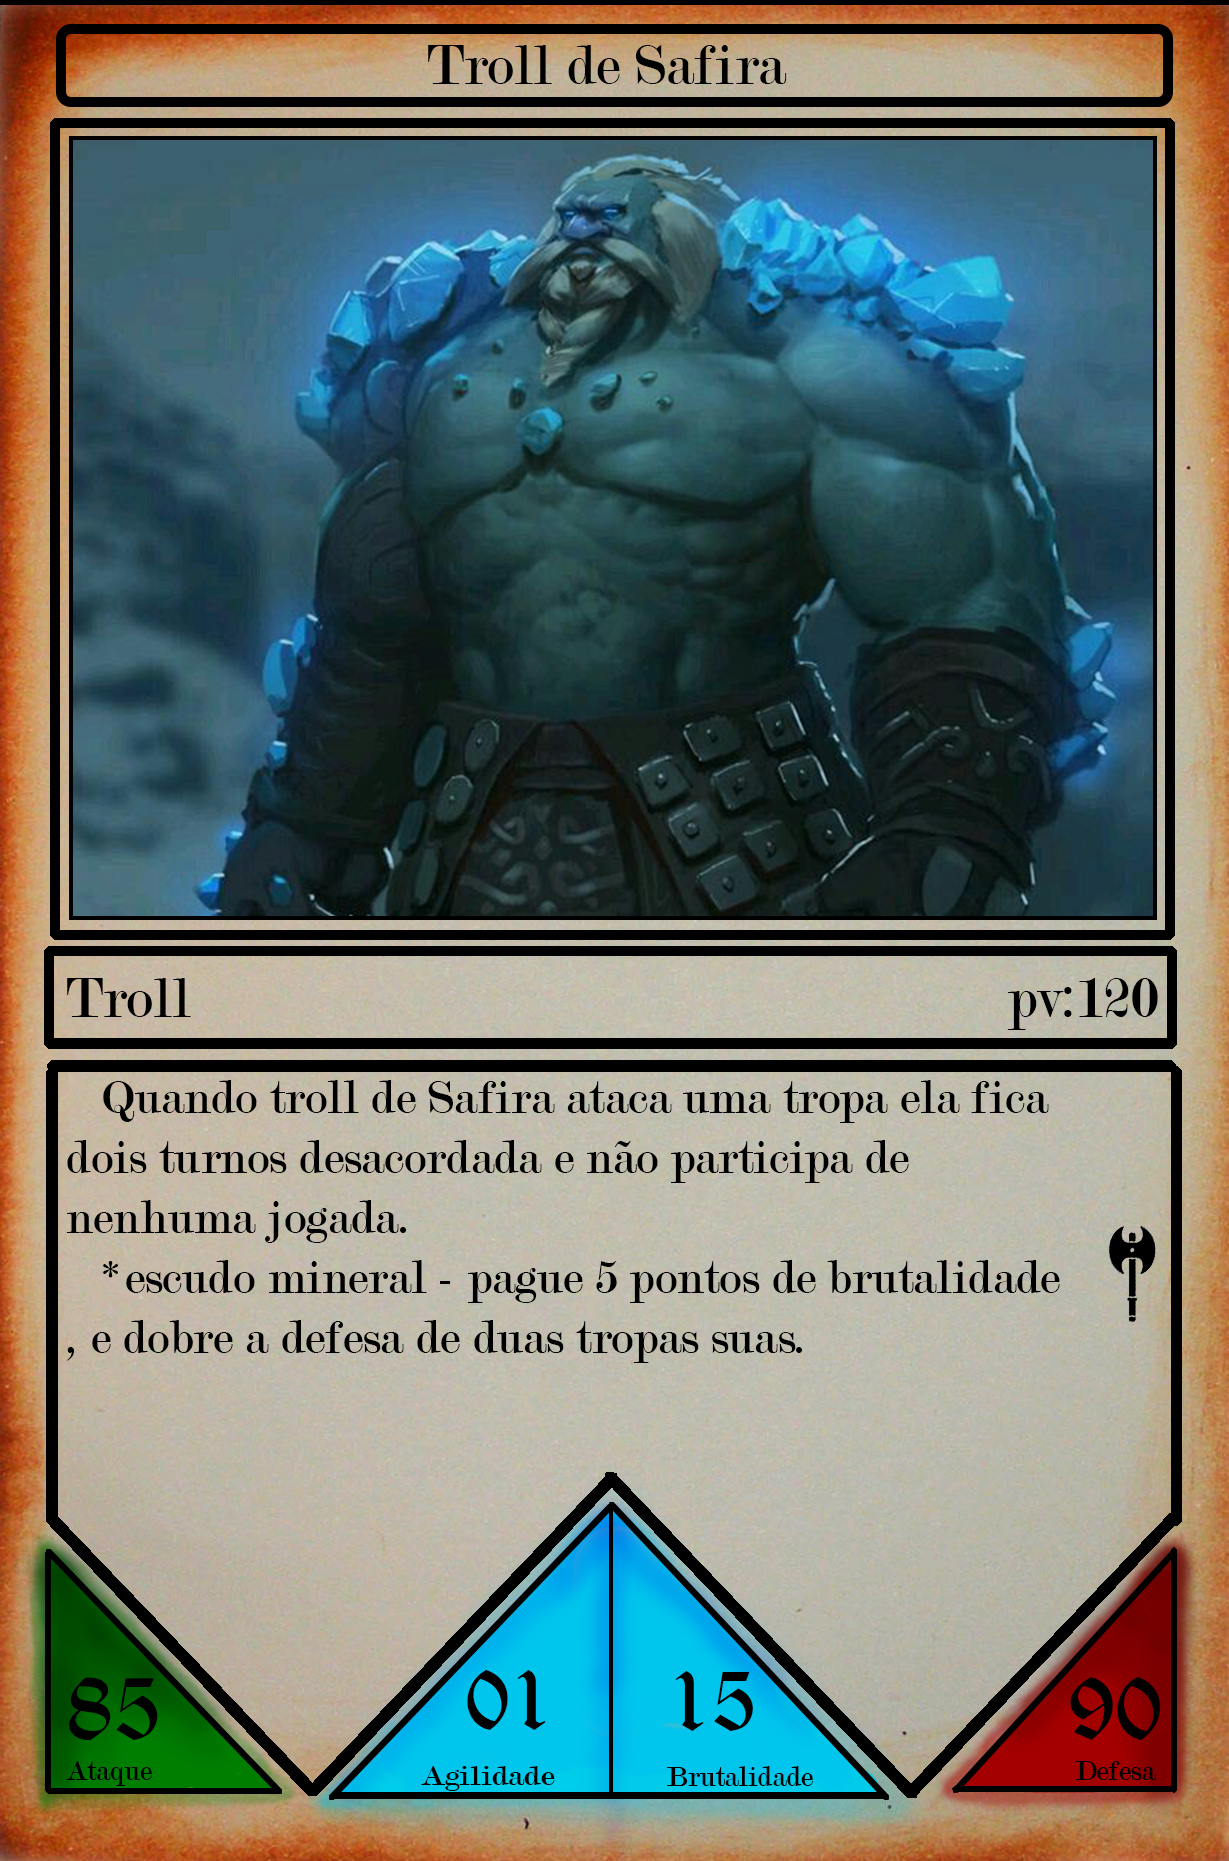 Troll de Safira
Troll
pv:120
Quando troll de Safira ataca uma tropa ela fica
dois turnos desacordada e não participa de
nenhuma jogada.
*escudo mineral - pague 5 pontos de brutalidade
, e dobre a defesa de duas tropas suas.
85
Ataque
01
Agilidade
15
Brutalidade
90
Defesa